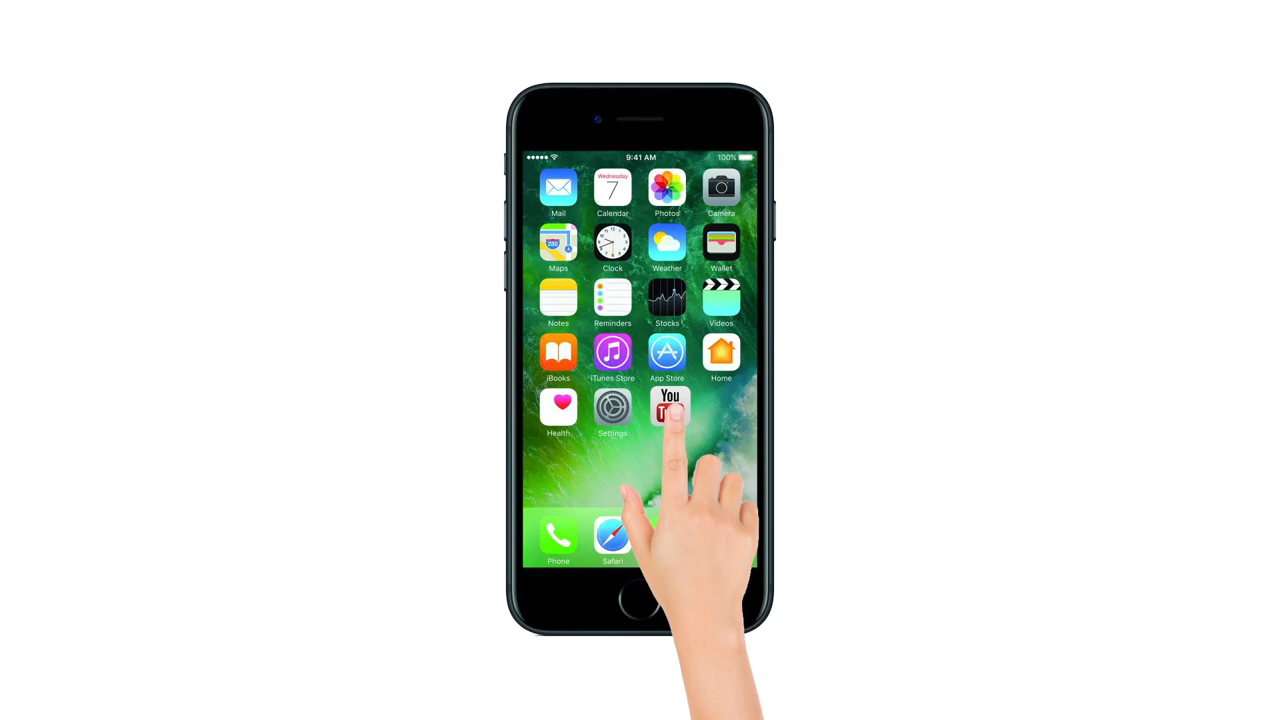 9:41 AM 100%
Wednesday
7
Mail Calendar Photos Camera
280
Maps Clock Weather Wallet
Notes Reminders Stocks Videos
iBooks iTunes Store App Store Home
You
Health Settings
Phone Safari